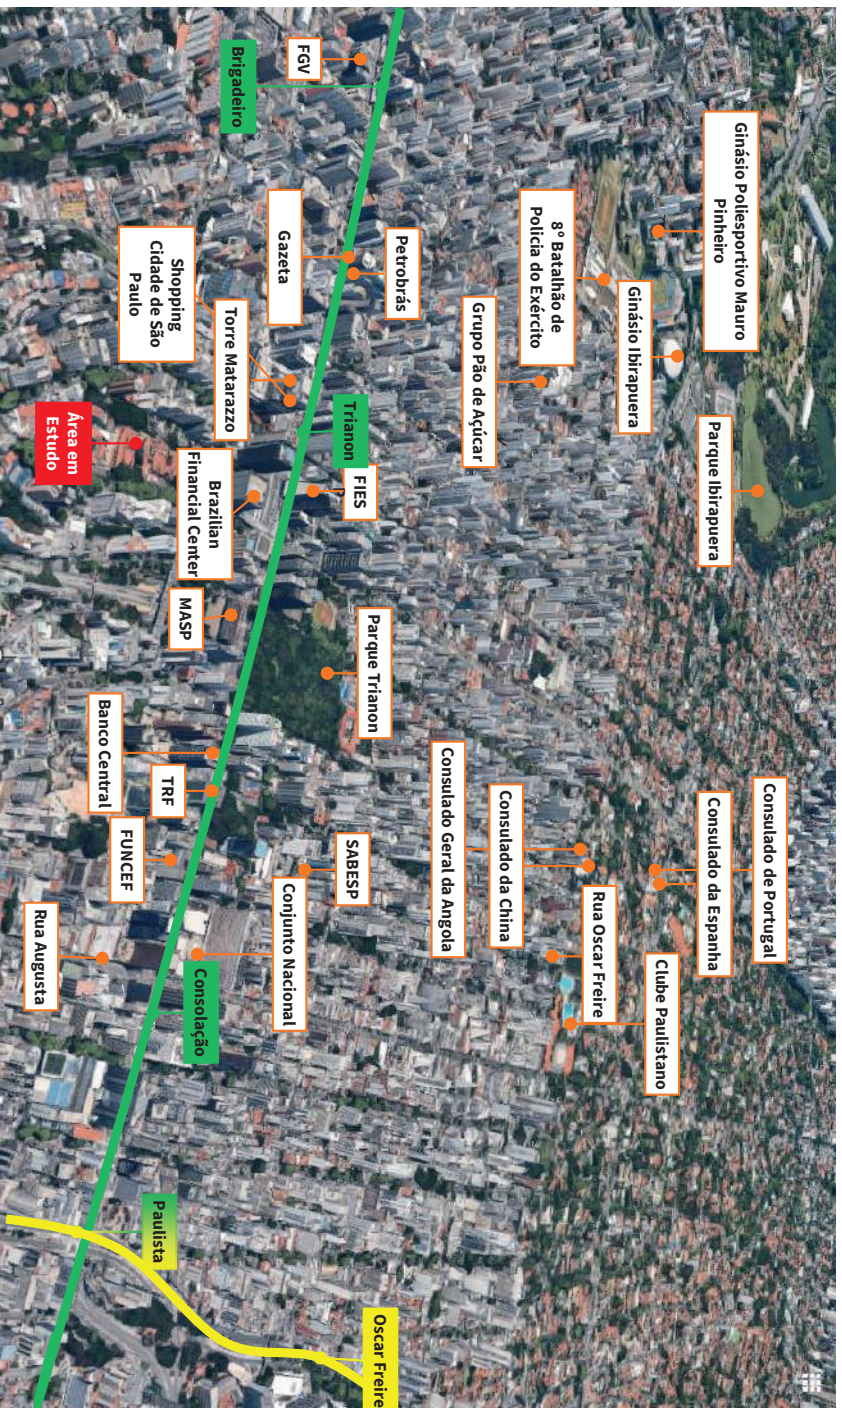 Consulado de Portugal
Ginásio Poliesportivo Mauro
Pinheiro
Parque Ibirapuera
Consulado da Espanha
Clube Paulistano
Ginásio Ibirapuera
Rua Oscar Freire
8º Batalhão de
Policia do Exército
Consulado da China
Grupo Pão de Açúcar
Consulado Geral da Angola
Petrobrás
Oscar Freire
Parque Trianon
FIES
SABESP
Trianon
FGV
Gazeta
Conjunto Nacional
Brigadeiro
Torre Matarazzo
Brazilian
Financial Center
Consolação
MASP
Shopping
Cidade de São
Paulo
TRF
Paulista
FUNCEF
Banco Central
Área em
Estudo
Rua Augusta